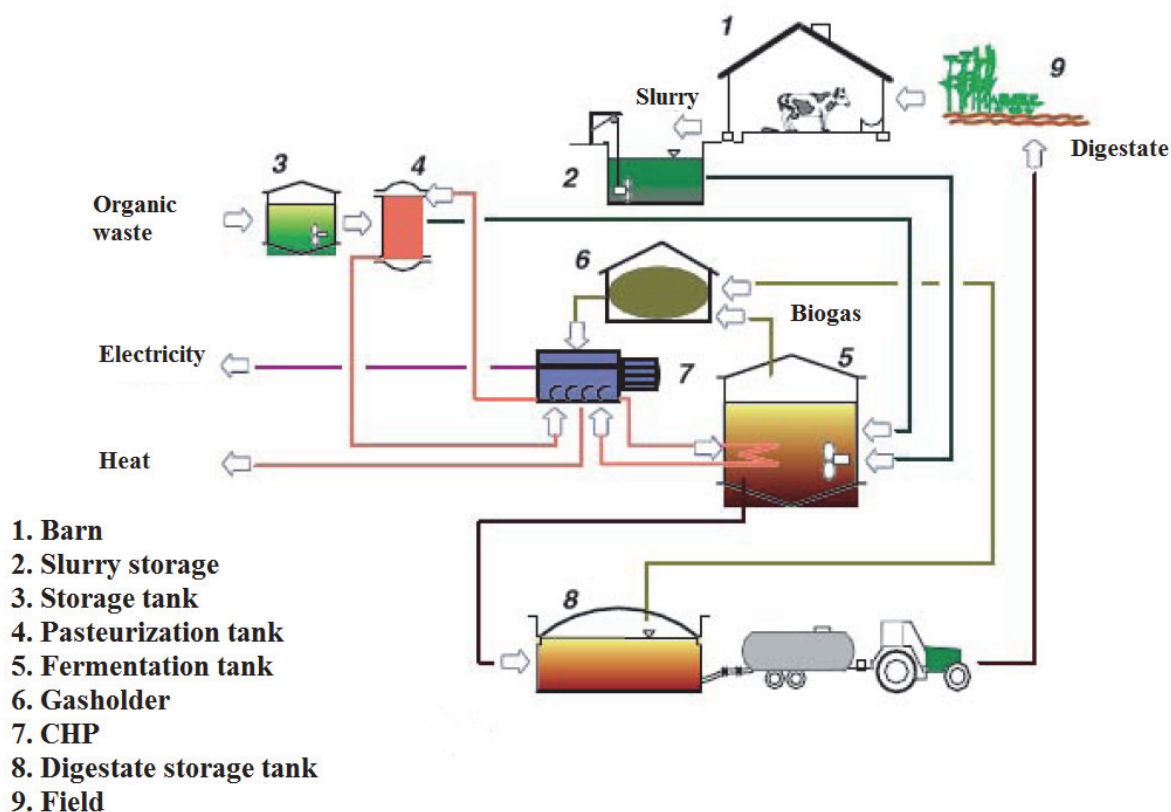 1
9
Slurry
Digestate
2
3
4
Organic
waste
6
Biogas
Electricity
7
5
Heat
1. Barn
2. Slurry storage
3. Storage tank
4. Pasteurization tank
5. Fermentation tank
6. Gasholder
7. CHP
8. Digestate storage tank
9. Field
8